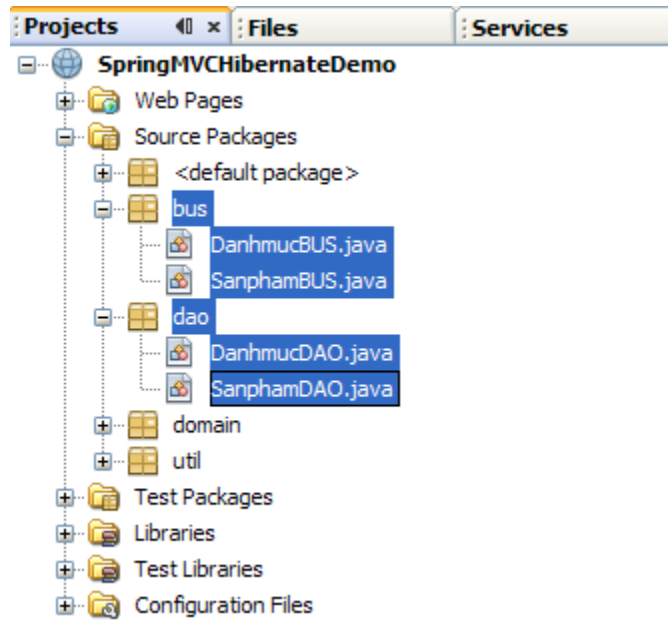 Projects Files Services
SpringMVCHibernateDemo
Web Pages
Source Packages
<default package>
bus
DanhmucBUS.java
SanphamBUS.java
dao
DanhmucDAO.java
SanphamDAO.java
domain
util
Test Packages
Libraries
Test Libraries
Configuration Files